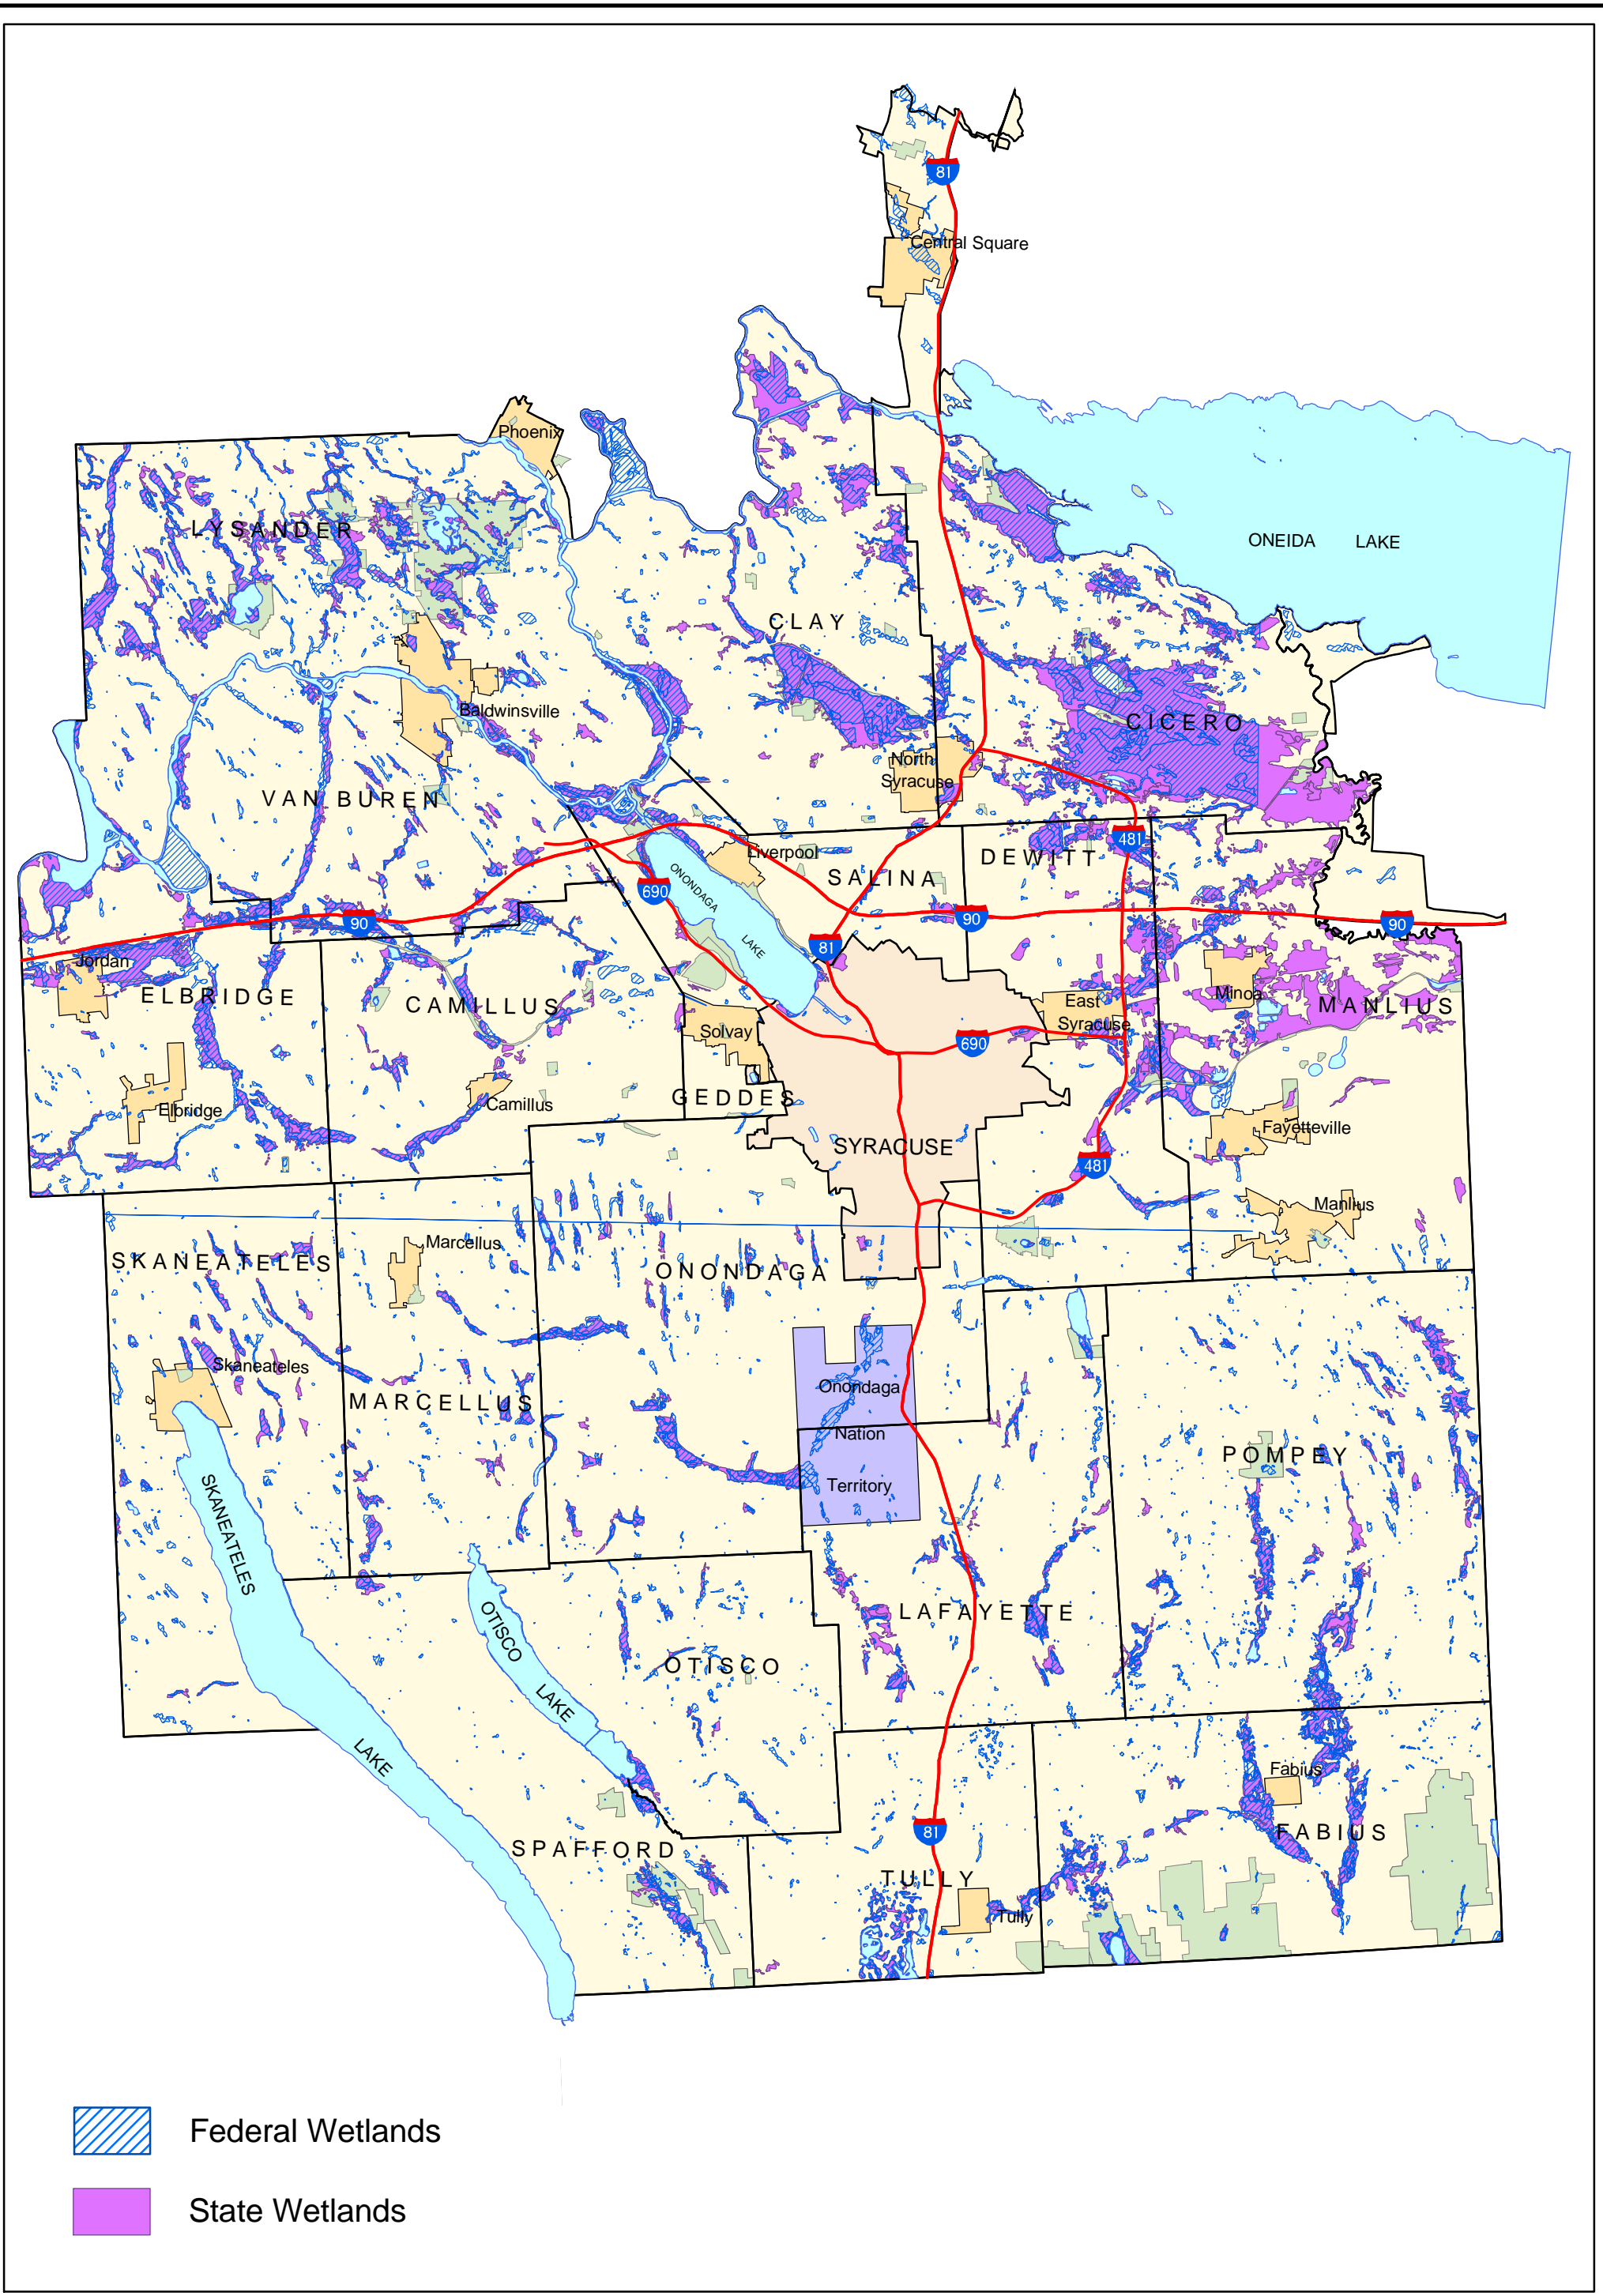 81
Central Square
Phoenix
ONEIDA LAKE
LYSANDER
CLAY
Baldwinsville
CICERO
North
Syracuse
VAN BUREN
481
Liverpool
DEWITT
SALINA
ONONDAGA
LAKE
690
90
90
90
81
Jordan
ELBRIDGE
CAMILLUS
Minoa
MANLIUS
East
Syracuse
Solvay
690
Elbridge
Camillus
GEDDES
Fayetteville
SYRACUSE
481
Manlius
Marcellus
SKANEATELES
ONONDAGA
Skaneateles
Onondaga
Nation
Territory
MARCELLUS
POMPEY
SKANEATELES
LAKE
OTISCO
LAKE
LAFAYETTE
OTISCO
Fabius
81
FABIUS
SPAFFORD
TULLY
Tully
Federal Wetlands
State Wetlands